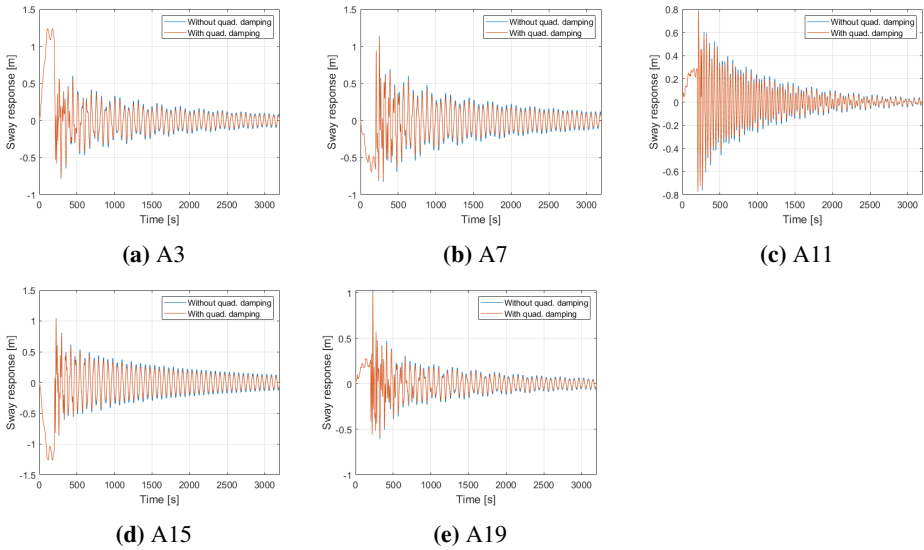 1.5
1
0.5
0
-0.5
-1
Sway response [m]
Without quad. damping
With quad. damping
0 500 1000 1500 2000 2500 3000
Time [s]
(a) A3
1.5
1
0.5
0
-0.5
-1
Sway response [m]
Without quad. damping
With quad. damping
0 500 1000 1500 2000 2500 3000
Time [s]
(b) A7
0.8
0.6
0.4
0.2
0
-0.2
-0.4
-0.6
-0.8
Sway response [m]
Without quad. damping
With quad. damping
0 500 1000 1500 2000 2500 3000
Time [s]
(c) A11
1.5
1
0.5
0
-0.5
-1
-1.5
Sway response [m]
Without quad. damping
With quad. damping
0 500 1000 1500 2000 2500 3000
Time [s]
(d) A15
1
0.5
0
-0.5
-1
Sway response [m]
Without quad. damping
With quad. damping
0 500 1000 1500 2000 2500 3000
Time [s]
(e) A19